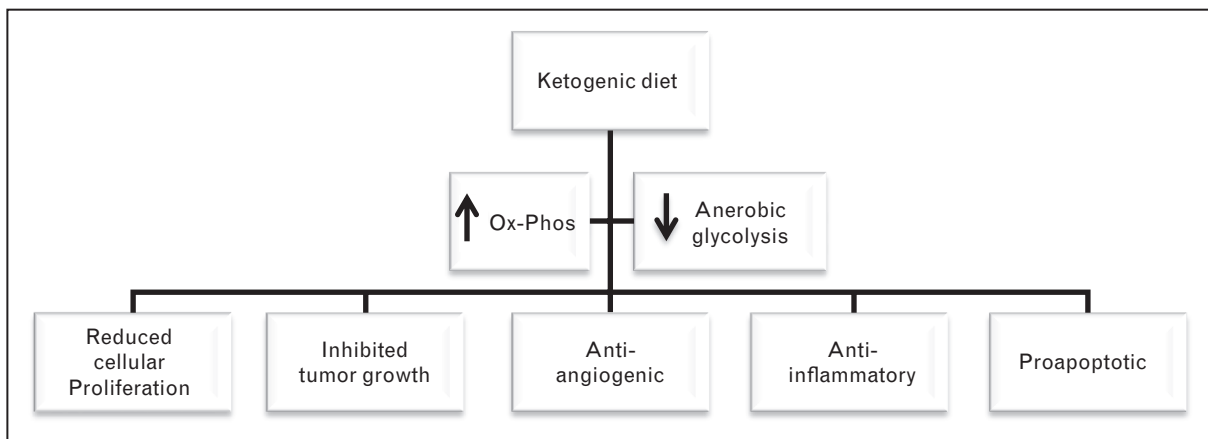 Ketogenic diet
Ox-Phos
Anerobic
glycolysis
Reduced
cellular
Proliferation
Inhibited
tumor growth
Anti-
angiogenic
Anti-
inflammatory
Proapoptotic